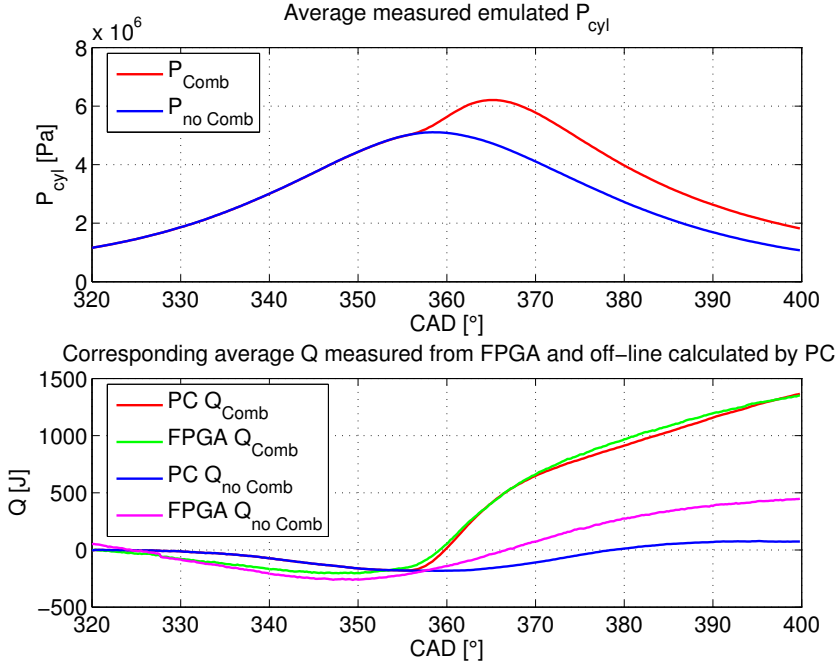 Average measured emulated P_cyl
x 10^6
8
6
4
2
0
P_cyl [Pa]
P_Comb
P_no Comb
320 330 340 350 360 370 380 390 400
CAD [°]
Corresponding average Q measured from FPGA and off-line calculated by PC
1500
1000
500
0
−500
Q [J]
PC Q_Comb
FPGA Q_Comb
PC Q_no Comb
FPGA Q_no Comb
320 330 340 350 360 370 380 390 400
CAD [°]